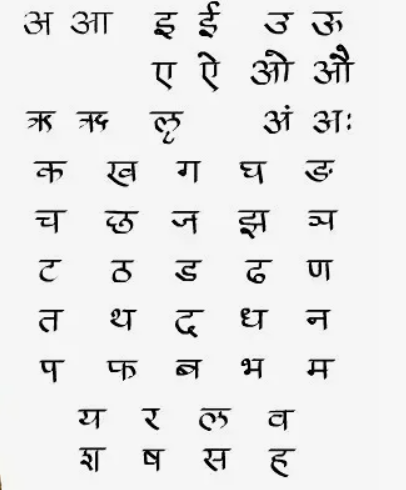 अ आ इ ई उ ऊ
ए ऐ ओ औ
ऋ ॠ ऌ अं अः
क ख ग घ ङ
च छ ज झ ञ
ट ठ ड ढ ण
त थ द ध न
प फ ब भ म
य र ल व
श ष स ह